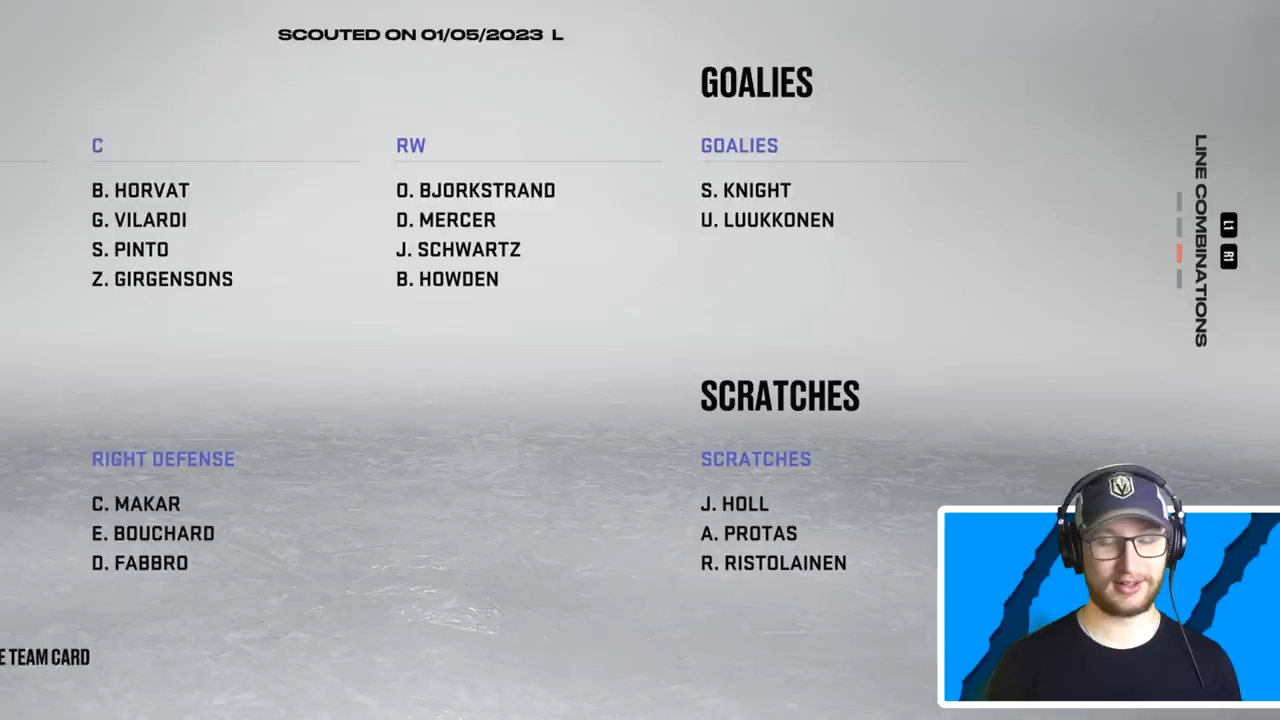 SCOUTED ON 01/05/2023 L
GOALIES
C
RW
GOALIES
B. HORVAT
O. BJORKSTRAND
S. KNIGHT
G. VILARDI
D. MERCER
U. LUUKKONEN
S. PINTO
J. SCHWARTZ
Z. GIRGENSONS
B. HOWDEN
LINE COMBINATIONS
L1
R1
SCRATCHES
RIGHT DEFENSE
SCRATCHES
C. MAKAR
J. HOLL
E. BOUCHARD
A. PROTAS
D. FABBRO
R. RISTOLAINEN
E TEAM CARD